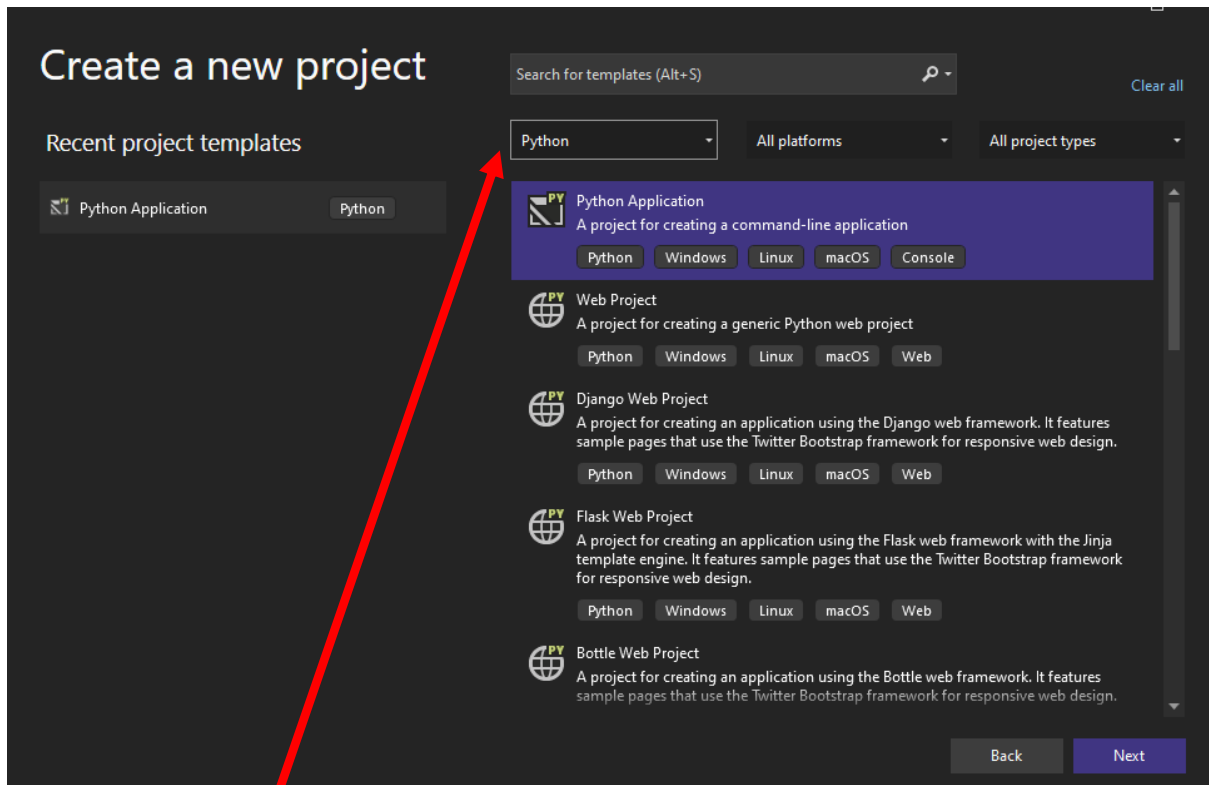 Create a new project
Search for templates (Alt+S)
Clear all
Recent project templates
Python
All platforms
All project types
Python Application
Python
PY
Python Application
A project for creating a command-line application
Python Windows Linux macOS Console
PY
Web Project
A project for creating a generic Python web project
Python Windows Linux macOS Web
PY
Django Web Project
A project for creating an application using the Django web framework. It features
sample pages that use the Twitter Bootstrap framework for responsive web design.
Python Windows Linux macOS Web
PY
Flask Web Project
A project for creating an application using the Flask web framework with the Jinja
template engine. It features sample pages that use the Twitter Bootstrap framework
for responsive web design.
Python Windows Linux macOS Web
PY
Bottle Web Project
A project for creating an application using the Bottle web framework. It features
sample pages that use the Twitter Bootstrap framework for responsive web design.
Back
Next